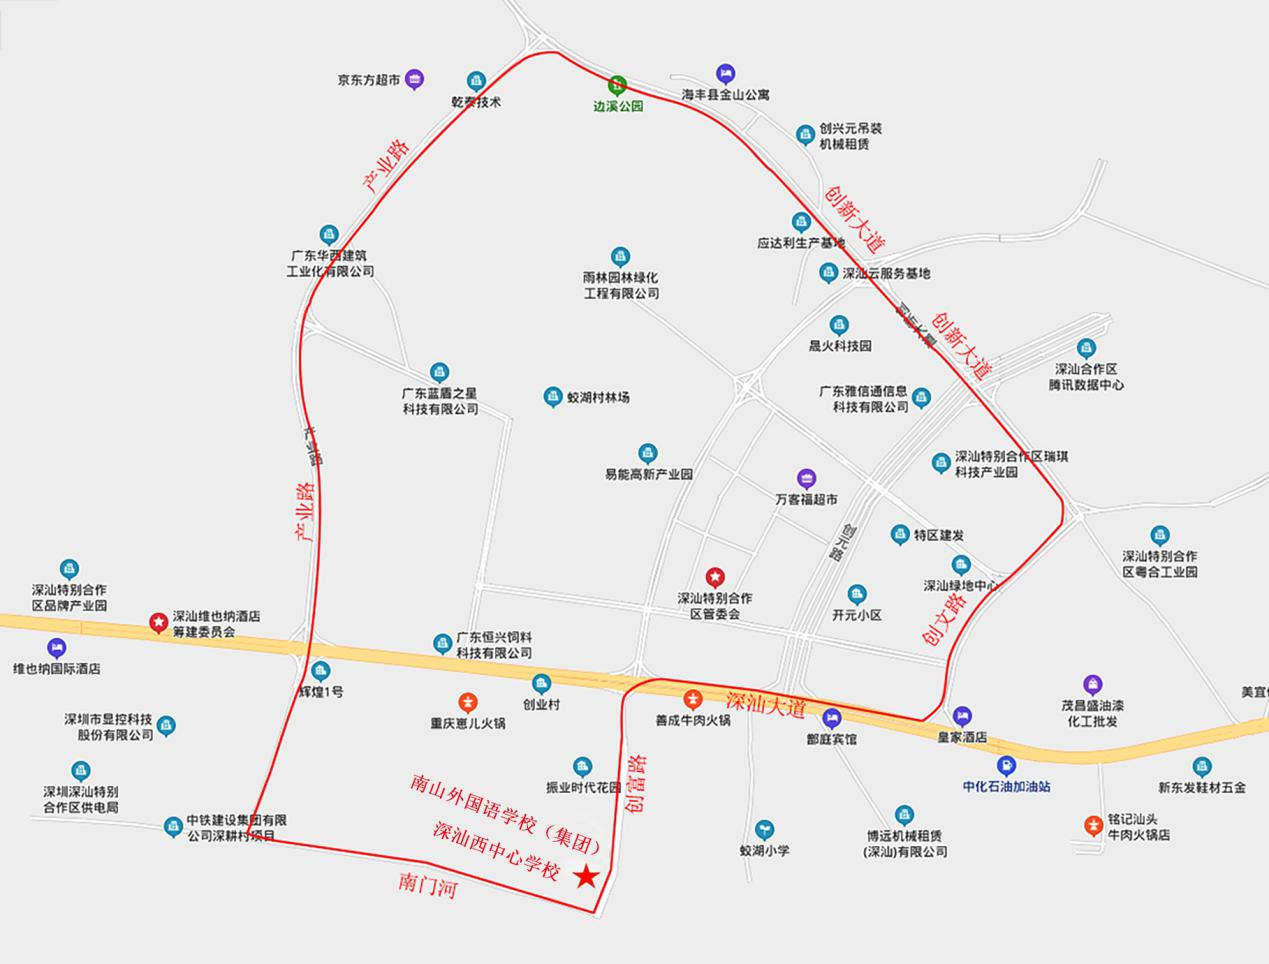 京东方超市
乾泰技术
边溪公园
海丰县金山公寓
创兴元吊装
机械租赁
产业路
创新大道
应达利生产基地
广东华西建筑
工业化有限公司
雨林园林绿化
工程有限公司
深汕云服务基地
创新大道
晟火科技园
深汕合作区
腾讯数据中心
广东蓝盾之星
科技有限公司
蛟湖村林场
广东雅信通信息
科技有限公司
易能高新产业园
深汕特别合作区瑞琪
科技产业园
产业路
万客福超市
创元路
特区建发
深汕特别合作
区粤合工业园
深汕特别合作
区品牌产业园
深汕特别合作
区管委会
深汕绿地中心
开元小区
创文路
深汕维也纳酒店
筹建委员会
维也纳国际酒店
广东恒兴饲料
科技有限公司
辉煌1号
创业村
重庆崽儿火锅
善成牛肉火锅
深汕大道
鄑庭宾馆
皇家酒店
茂昌盛油漆
化工批发
美宜
深圳市显控科技
股份有限公司
深圳深汕特别
合作区供电局
振业时代花园
中化石油加油站
新东发鞋材五金
中铁建设集团有限
公司深耕村项目
南山外国语学校（集团）
深汕西中心学校
南门河
蛟湖小学
博远机械租赁
(深汕)有限公司
铭记汕头
牛肉火锅店